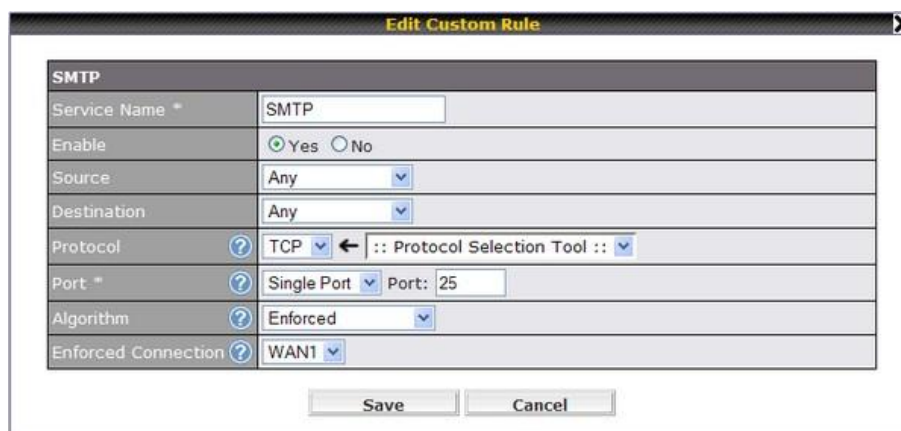 Edit Custom Rule
SMTP
Service Name * SMTP
Enable Yes No
Source Any
Destination Any
Protocol ? TCP ← :: Protocol Selection Tool ::
Port * ? Single Port Port: 25
Algorithm ? Enforced
Enforced Connection ? WAN1
Save Cancel